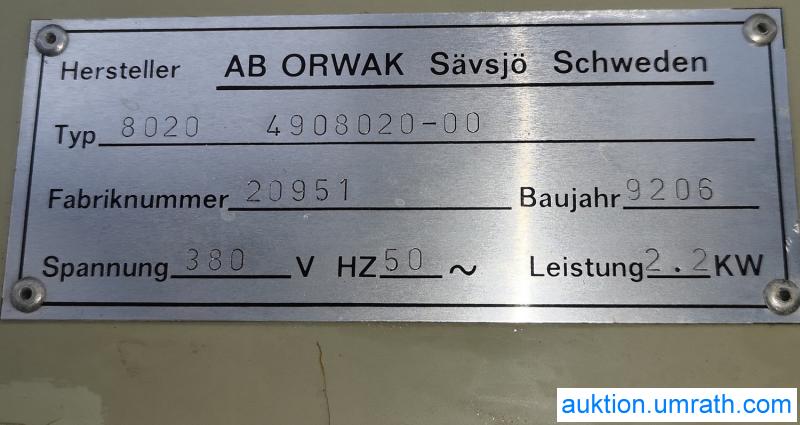 Hersteller AB ORWAK Sävsjö Schweden
Typ 8020 4908020-00
Fabriknummer 20951 Baujahr 9206
Spannung 380 V HZ 50 ~ Leistung 2.2 KW
auktion.umrath.com